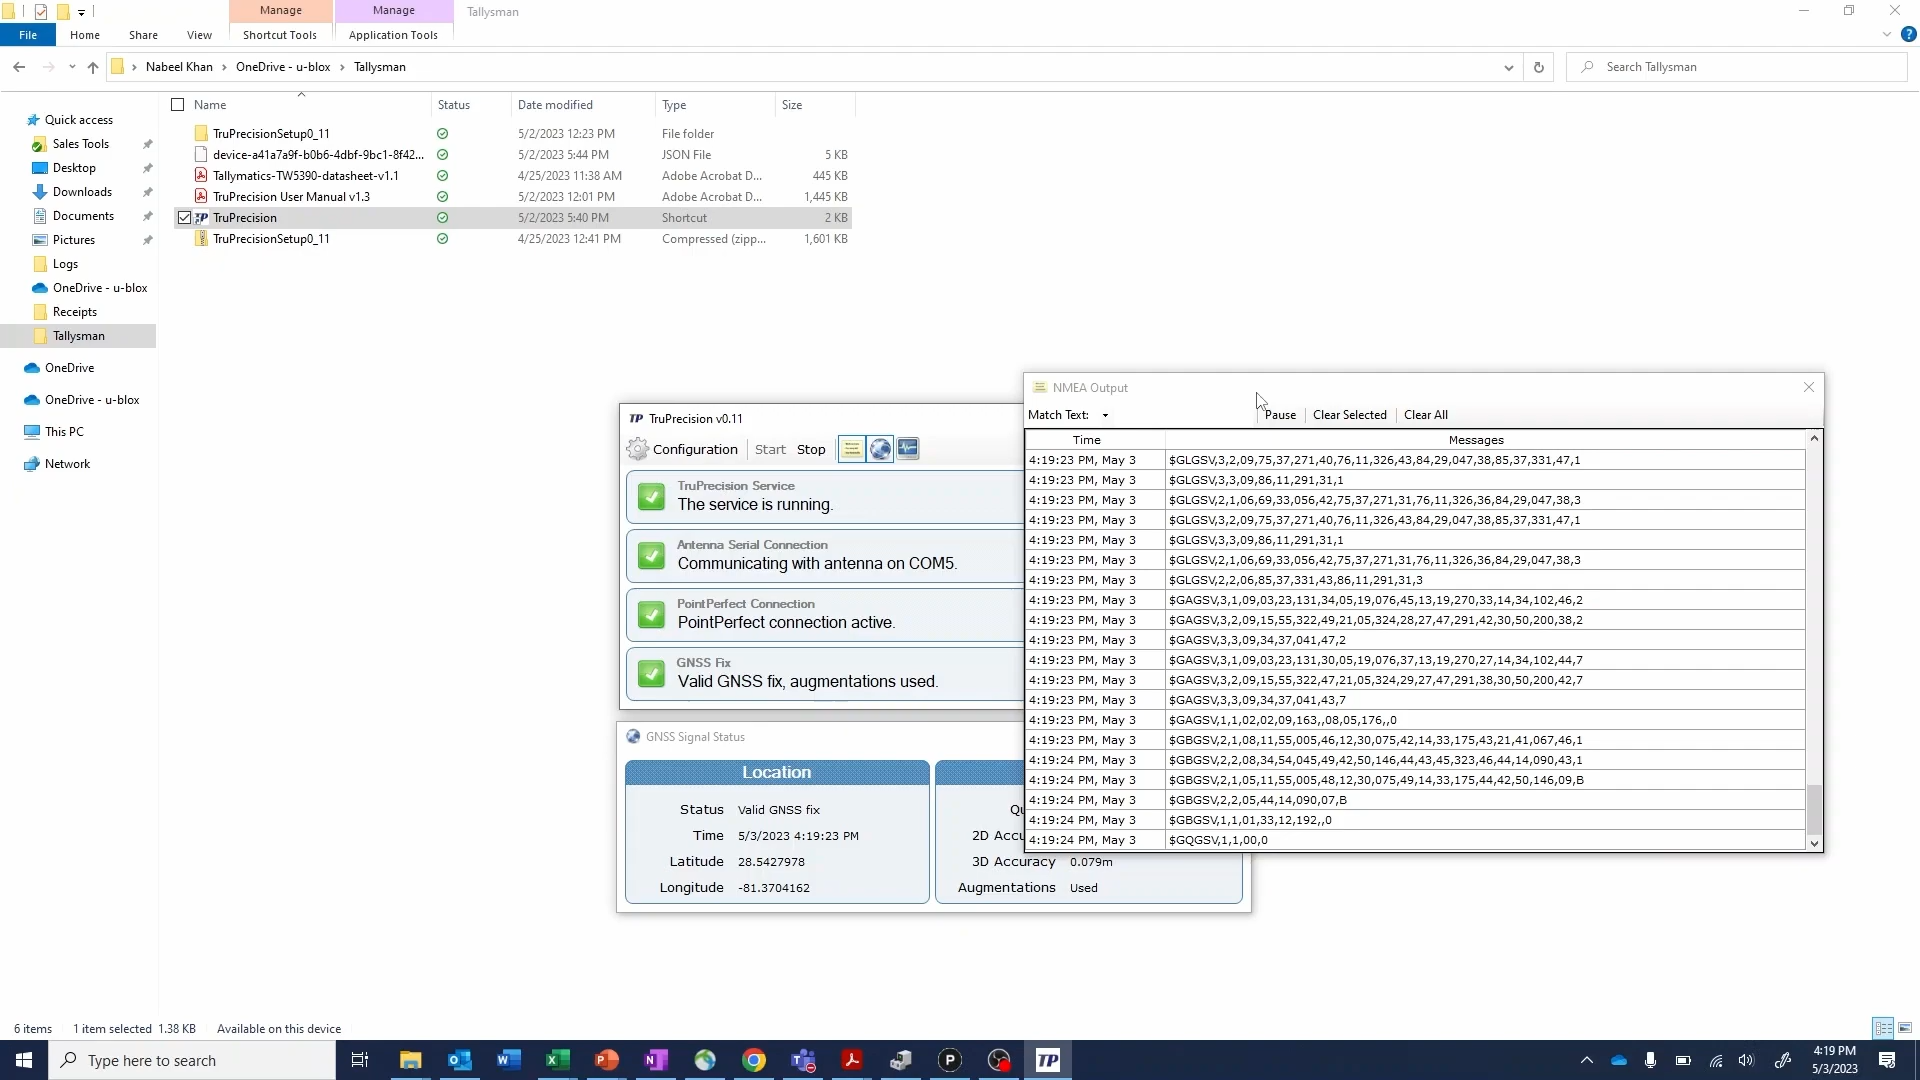 Manage
Manage
Tallysman
File
Home
Share
View
Shortcut Tools
Application Tools
Nabeel Khan
OneDrive - u-blox
Tallysman
Search Tallysman
Quick access
Sales Tools
Desktop
Downloads
Documents
Pictures
Logs
OneDrive - u-blox
Receipts
Tallysman
OneDrive
OneDrive - u-blox
This PC
Network
Name Status Date modified Type Size
TruPrecisionSetup0_11 5/2/2023 12:23 PM File folder
device-a41a7a9f-b0b6-4dbf-9bc1-8f42... 5/2/2023 5:44 PM JSON File 5 KB
Tallymatics-TW5390-datasheet-v1.1 4/25/2023 11:38 AM Adobe Acrobat D... 445 KB
TruPrecision User Manual v1.3 5/2/2023 12:01 PM Adobe Acrobat D... 1,445 KB
TruPrecision 5/2/2023 5:40 PM Shortcut 2 KB
TruPrecisionSetup0_11 4/25/2023 12:41 PM Compressed (zipp... 1,601 KB
TP TruPrecision v0.11
Configuration Start Stop
TruPrecision Service
The service is running.
Antenna Serial Connection
Communicating with antenna on COM5.
PointPerfect Connection
PointPerfect connection active.
GNSS Fix
Valid GNSS fix, augmentations used.
GNSS Signal Status
Location
Status Valid GNSS fix
Time 5/3/2023 4:19:23 PM
Latitude 28.5427978
Longitude -81.3704162
Qu
2D Accu
3D Accuracy 0.079m
Augmentations Used
NMEA Output
Match Text: Pause Clear Selected Clear All
Time Messages
4:19:23 PM, May 3 $GLGSV,3,2,09,75,37,271,40,76,11,326,43,84,29,047,38,85,37,331,47,1
4:19:23 PM, May 3 $GLGSV,3,3,09,86,11,291,31,1
4:19:23 PM, May 3 $GLGSV,2,1,06,69,33,056,42,75,37,271,31,76,11,326,36,84,29,047,38,3
4:19:23 PM, May 3 $GLGSV,3,2,09,75,37,271,40,76,11,326,43,84,29,047,38,85,37,331,47,1
4:19:23 PM, May 3 $GLGSV,3,3,09,86,11,291,31,1
4:19:23 PM, May 3 $GLGSV,2,1,06,69,33,056,42,75,37,271,31,76,11,326,36,84,29,047,38,3
4:19:23 PM, May 3 $GLGSV,2,2,06,85,37,331,43,86,11,291,31,3
4:19:23 PM, May 3 $GAGSV,3,1,09,03,23,131,34,05,19,076,45,13,19,270,33,14,34,102,46,2
4:19:23 PM, May 3 $GAGSV,3,2,09,15,55,322,49,21,05,324,28,27,47,291,42,30,50,200,38,2
4:19:23 PM, May 3 $GAGSV,3,3,09,34,37,041,47,2
4:19:23 PM, May 3 $GAGSV,3,1,09,03,23,131,30,05,19,076,37,13,19,270,27,14,34,102,44,7
4:19:23 PM, May 3 $GAGSV,3,2,09,15,55,322,47,21,05,324,29,27,47,291,38,30,50,200,42,7
4:19:23 PM, May 3 $GAGSV,3,3,09,34,37,041,43,7
4:19:23 PM, May 3 $GAGSV,1,1,02,02,09,163,,08,05,176,,0
4:19:23 PM, May 3 $GBGSV,2,1,08,11,55,005,46,12,30,075,42,14,33,175,43,21,41,067,46,1
4:19:24 PM, May 3 $GBGSV,2,2,08,34,54,045,49,42,50,146,44,43,45,323,46,44,14,090,43,1
4:19:24 PM, May 3 $GBGSV,2,1,05,11,55,005,48,12,30,075,49,14,33,175,44,42,50,146,09,B
4:19:24 PM, May 3 $GBGSV,2,2,05,44,14,090,07,B
4:19:24 PM, May 3 $GBGSV,1,1,01,33,12,192,,0
4:19:24 PM, May 3 $GQGSV,1,1,00,0
6 items 1 item selected 1.38 KB Available on this device
Type here to search
TP
4:19 PM
5/3/2023